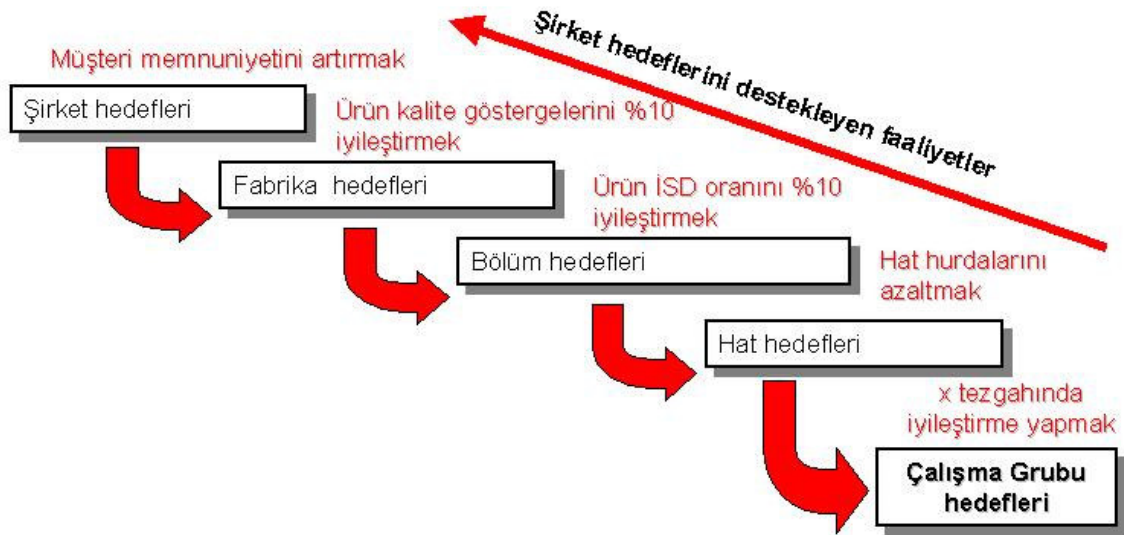 Şirket hedeflerini destekleyen faaliyetler
Müşteri memnuniyetini artırmak
Şirket hedefleri
Ürün kalite göstergelerini %10
iyileştirmek
Fabrika hedefleri
Ürün İSD oranını %10
iyileştirmek
Bölüm hedefleri
Hat hurdalarını
azaltmak
Hat hedefleri
x tezgahında
iyileştirme yapmak
Çalışma Grubu
hedefleri